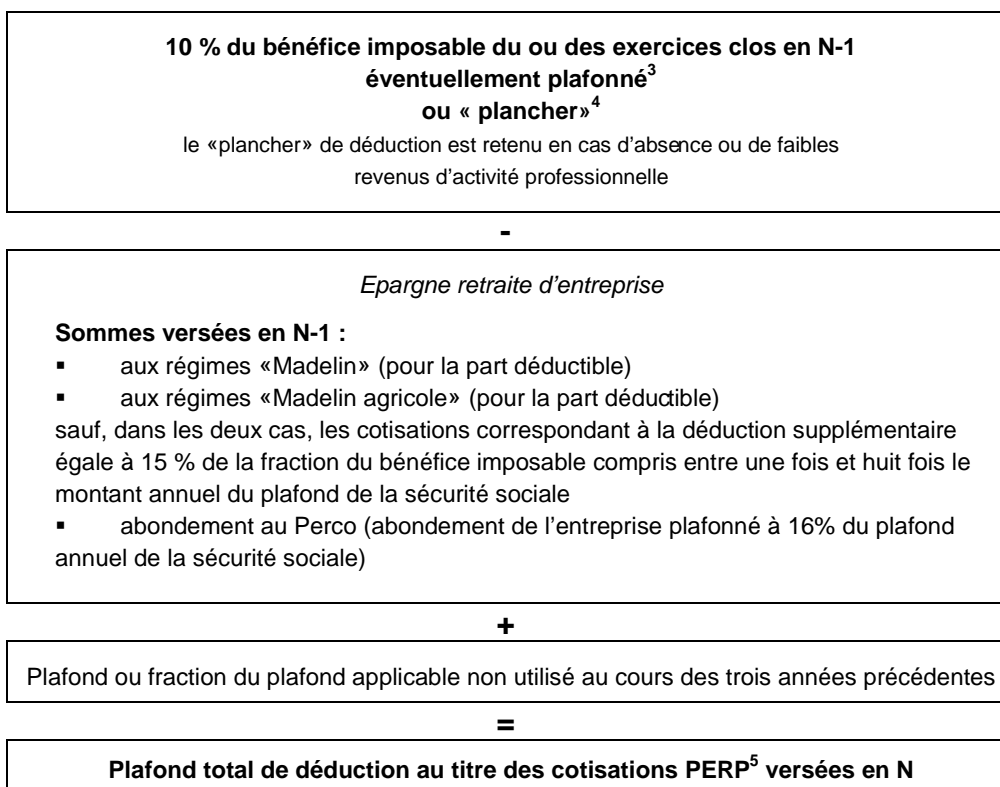 10 % du bénéfice imposable du ou des exercices clos en N-1
éventuellement plafonné³
ou « plancher»⁴
le «plancher» de déduction est retenu en cas d'absence ou de faibles
revenus d'activité professionnelle
-
Epargne retraite d'entreprise
Sommes versées en N-1 :
▪ aux régimes «Madelin» (pour la part déductible)
▪ aux régimes «Madelin agricole» (pour la part déductible)
sauf, dans les deux cas, les cotisations correspondant à la déduction supplémentaire
égale à 15 % de la fraction du bénéfice imposable compris entre une fois et huit fois le
montant annuel du plafond de la sécurité sociale
▪ abondement au Perco (abondement de l'entreprise plafonné à 16% du plafond
annuel de la sécurité sociale)
+
Plafond ou fraction du plafond applicable non utilisé au cours des trois années précédentes
=
Plafond total de déduction au titre des cotisations PERP⁵ versées en N